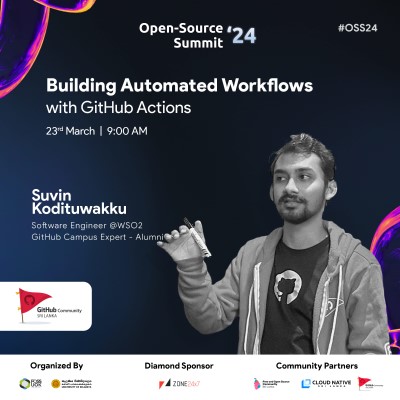 Open-Source
Summit
‘24
#OSS24
Building Automated Workflows
with GitHub Actions
23rd March | 9:00 AM
Suvin
Kodituwakku
Software Engineer @WSO2
GitHub Campus Expert - Alumni
GitHub Community
SRI LANKA
Organized By
Diamond Sponsor
Community Partners
ZONE24x7
CLOUD NATIVE